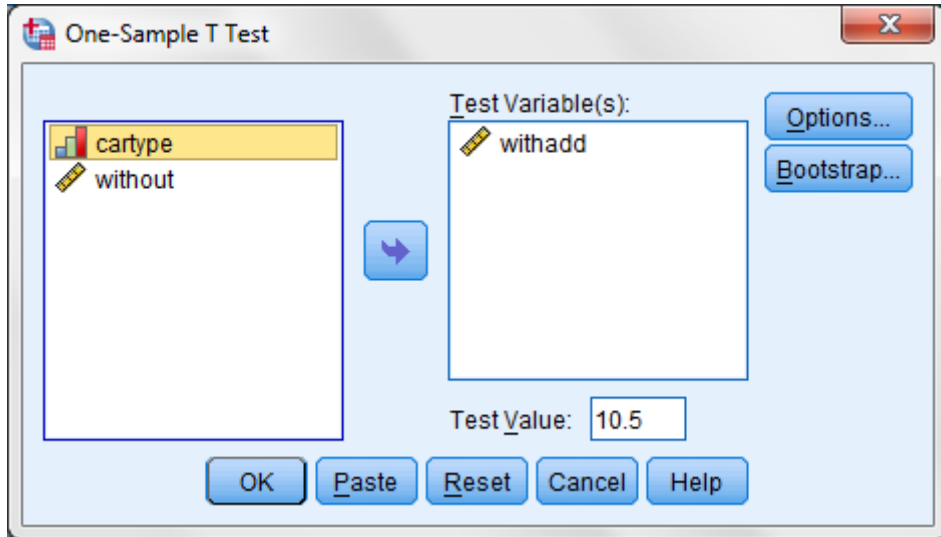 One-Sample T Test
cartype
without
Test Variable(s):
withadd
Options...
Bootstrap...
Test Value: 10.5
OK Paste Reset Cancel Help